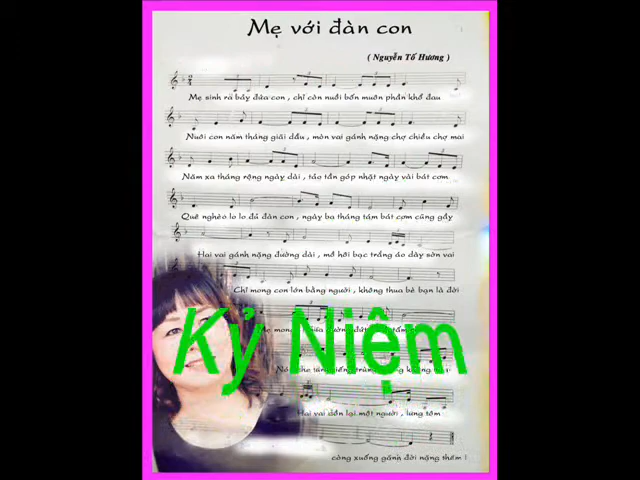 Mẹ với đàn con
( Nguyễn Tố Hương )
Mẹ sinh ra bầy đứa con , chỉ còn nuôi bốn muôn phần khổ đau
Nuôi con năm tháng giãi dầu , mòn vai gánh nặng chợ chiều chợ mai
Năm xa tháng rộng ngày dài , tảo tần góp nhặt ngày vài bát cơm
Quê nghèo lo lo đủ đàn con , ngày ba tháng tám bát cơm cũng gầy
Hai vai gánh nặng đường dài , mồ hôi bạc trắng áo dày sờn vai
Chỉ mong con lớn bằng người , không thua bè bạn là đời
Kỷ Niệm
Hai vai dồn lại một người , lưng tôm
còng xuống gánh đời nặng thêm !